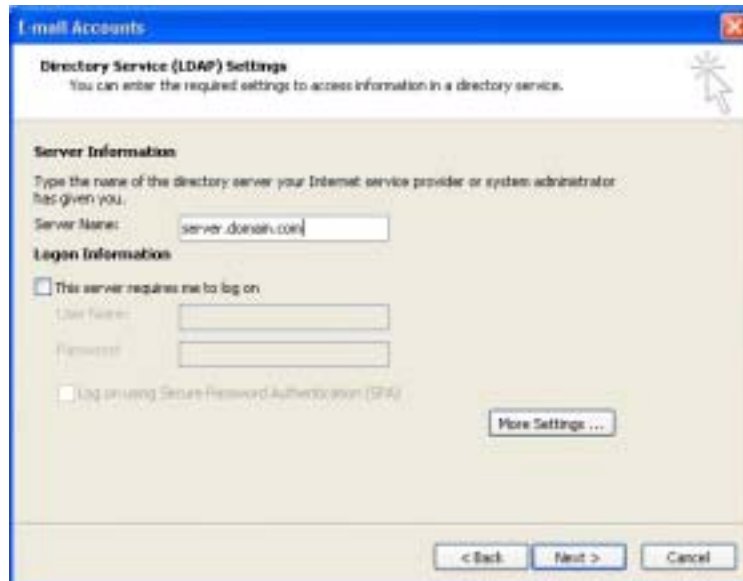 E-mail Accounts
Directory Service (LDAP) Settings
You can enter the required settings to access information in a directory service.
Server Information
Type the name of the directory server your Internet service provider or system administrator
has given you.
Server Name: server.domain.com
Logon Information
This server requires me to log on
User Name:
Password:
Log on using Secure Password Authentication (SPA)
More Settings ...
< Back Next > Cancel